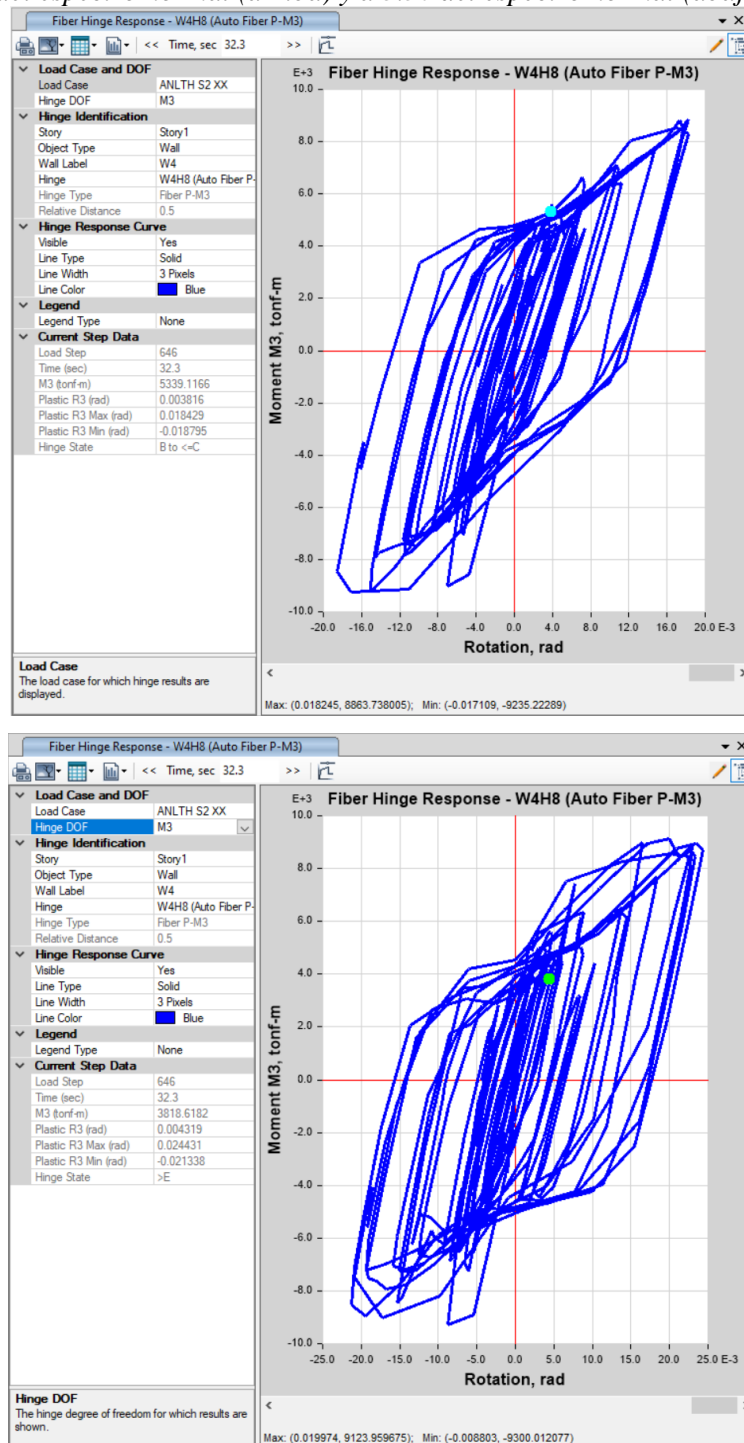 Fiber Hinge Response - W4H8 (Auto Fiber P-M3)
<< Time, sec 32.3 >>
Load Case and DOF
Load Case ANLTH S2 XX
Hinge DOF M3
Hinge Identification
Story Story1
Object Type Wall
Wall Label W4
Hinge W4H8 (Auto Fiber P-
Hinge Type Fiber P-M3
Relative Distance 0.5
Hinge Response Curve
Visible Yes
Line Type Solid
Line Width 3 Pixels
Line Color Blue
Legend
Legend Type None
Current Step Data
Load Step 646
Time (sec) 32.3
M3 (tonf-m) 5339.1166
Plastic R3 (rad) 0.003816
Plastic R3 Max (rad) 0.018429
Plastic R3 Min (rad) -0.018795
Hinge State B to <=C
Load Case
The load case for which hinge results are
displayed.
E+3 Fiber Hinge Response - W4H8 (Auto Fiber P-M3)
10.0
8.0
6.0
4.0
2.0
0.0
-2.0
-4.0
-6.0
-8.0
-10.0
Moment M3, tonf-m
-20.0 -16.0 -12.0 -8.0 -4.0 0.0 4.0 8.0 12.0 16.0 20.0 E-3
Rotation, rad
Max: (0.018245, 8863.738005); Min: (-0.017109, -9235.22289)
Fiber Hinge Response - W4H8 (Auto Fiber P-M3)
<< Time, sec 32.3 >>
Load Case and DOF
Load Case ANLTH S2 XX
Hinge DOF M3
Hinge Identification
Story Story1
Object Type Wall
Wall Label W4
Hinge W4H8 (Auto Fiber P-
Hinge Type Fiber P-M3
Relative Distance 0.5
Hinge Response Curve
Visible Yes
Line Type Solid
Line Width 3 Pixels
Line Color Blue
Legend
Legend Type None
Current Step Data
Load Step 646
Time (sec) 32.3
M3 (tonf-m) 3818.6182
Plastic R3 (rad) 0.004319
Plastic R3 Max (rad) 0.024431
Plastic R3 Min (rad) -0.021338
Hinge State >E
Hinge DOF
The hinge degree of freedom for which results are
shown.
E+3 Fiber Hinge Response - W4H8 (Auto Fiber P-M3)
10.0
8.0
6.0
4.0
2.0
0.0
-2.0
-4.0
-6.0
-8.0
-10.0
Moment M3, tonf-m
-25.0 -20.0 -15.0 -10.0 -5.0 0.0 5.0 10.0 15.0 20.0 25.0 E-3
Rotation, rad
Max: (0.019974, 9123.959675); Min: (-0.008803, -9300.012077)